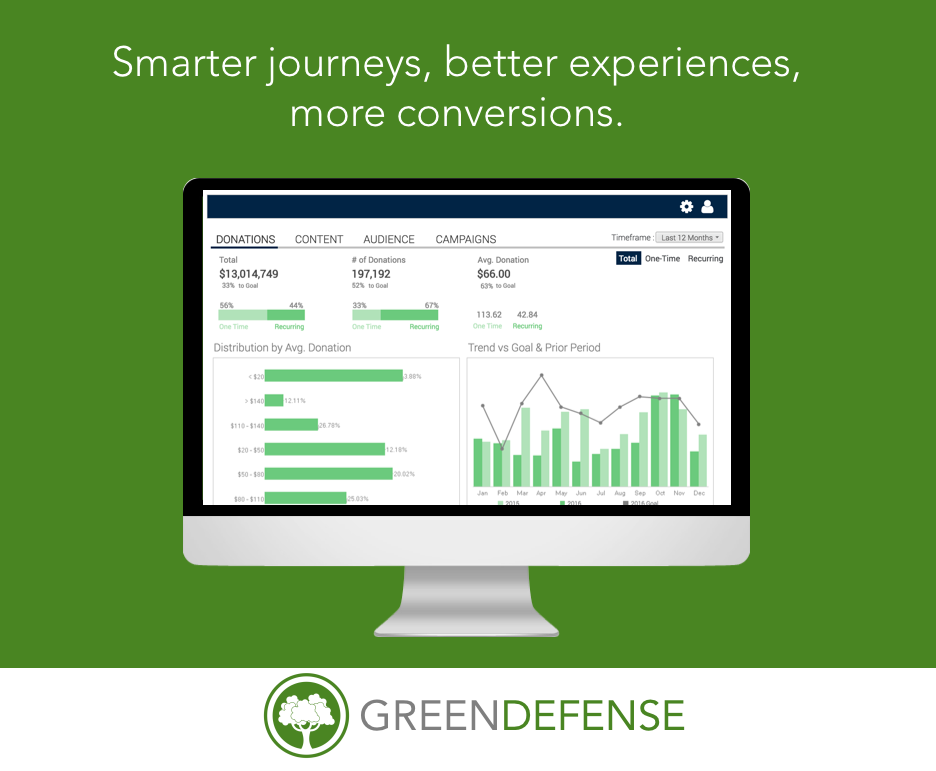 Smarter journeys, better experiences,
more conversions.
DONATIONS CONTENT AUDIENCE CAMPAIGNS Timeframe : Last 12 Months
Total # of Donations Avg. Donation Total One-Time Recurring
$13,014,749 197,192 $66.00
33% to Goal 52% to Goal 63% to Goal
56% 44% 33% 67%
113.62 42.84
One Time Recurring One Time Recurring One Time Recurring
Distribution by Avg. Donation Trend vs Goal & Prior Period
< $20 3.88%
> $140 12.11%
$110 - $140 26.78%
$20 - $50 12.18%
$50 - $80 20.02%
$80 - $110 25.03%
Jan Feb Mar Apr May Jun Jul Aug Sep Oct Nov Dec
2015 2016 2016 Goal
GREENDEFENSE